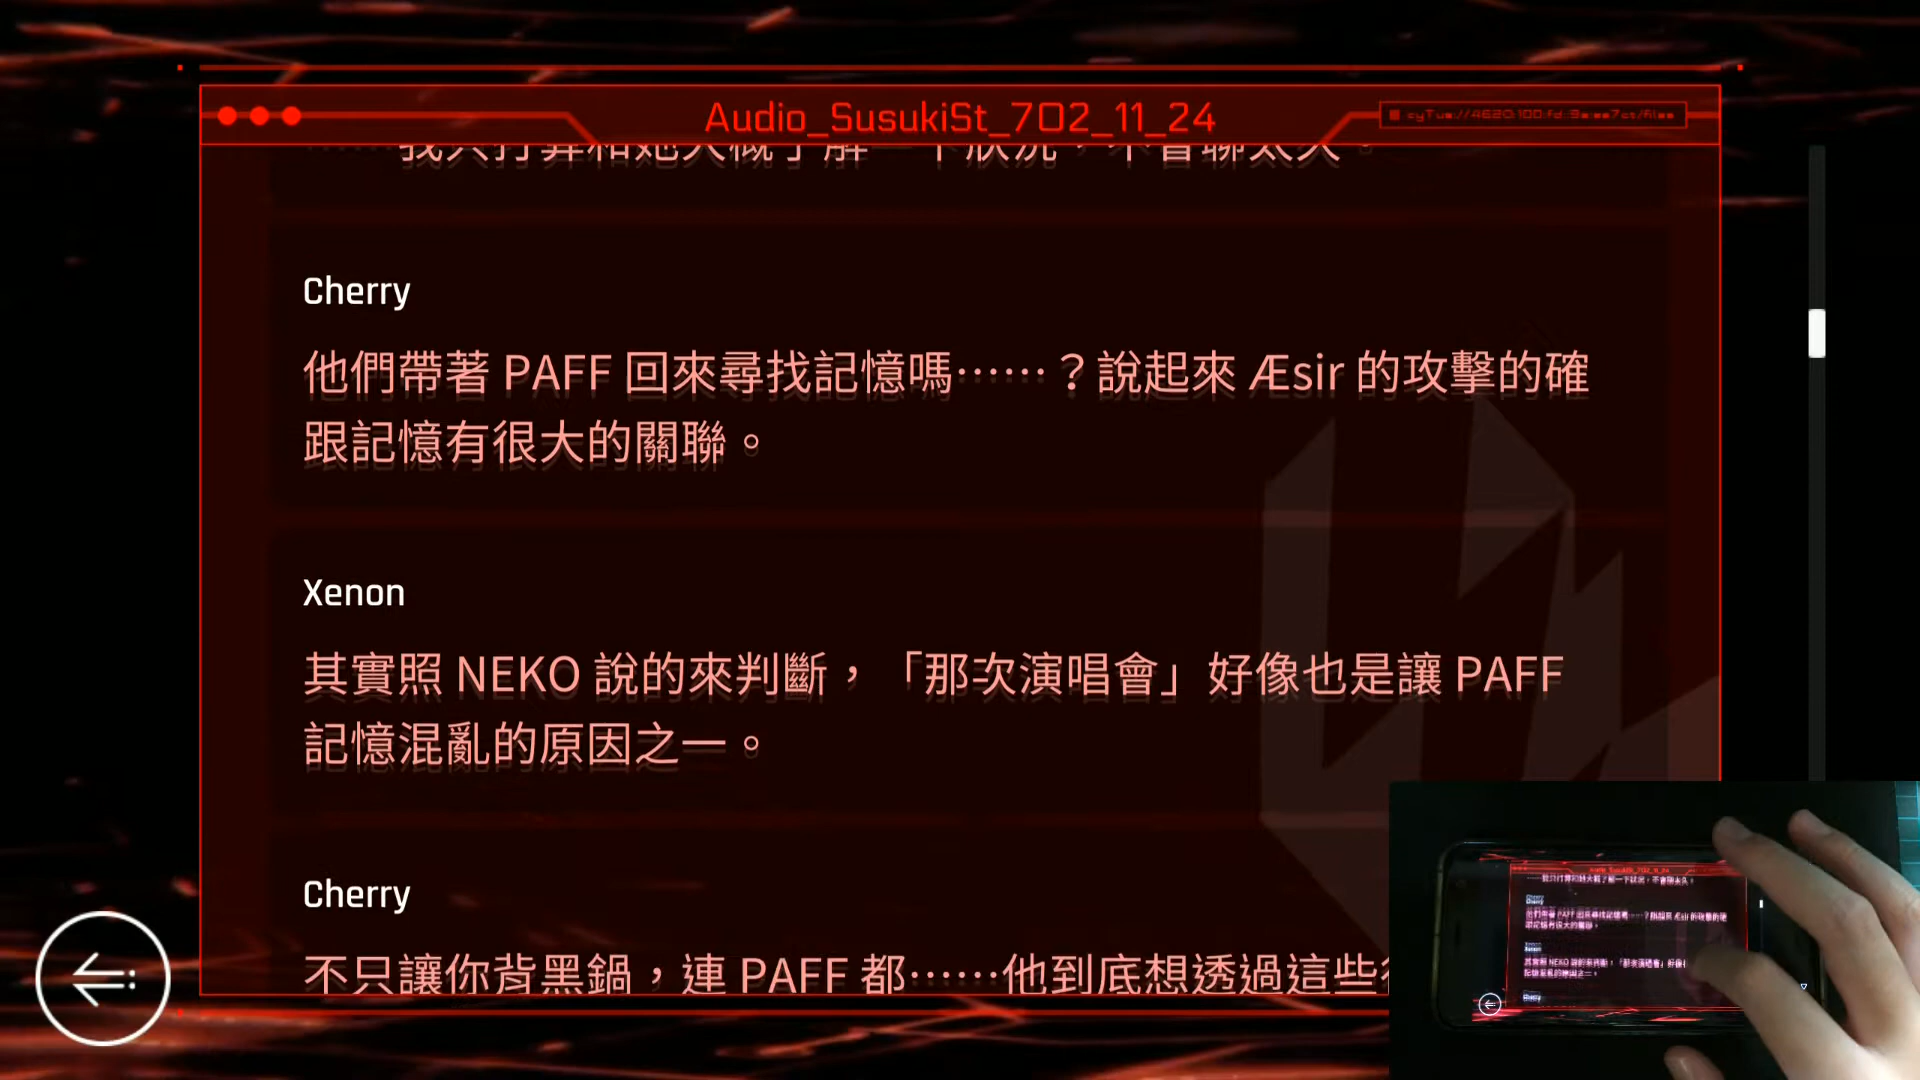 Audio_SusukiSt_702_11_24
Cherry
他們帶著 PAFF 回來尋找記憶嗎……？說起來 Æsir 的攻擊的確
跟記憶有很大的關聯。
Xenon
其實照 NEKO 說的來判斷，「那次演唱會」好像也是讓 PAFF
記憶混亂的原因之一。
Cherry
不只讓你背黑鍋，連 PAFF 都……他到底想透過這些